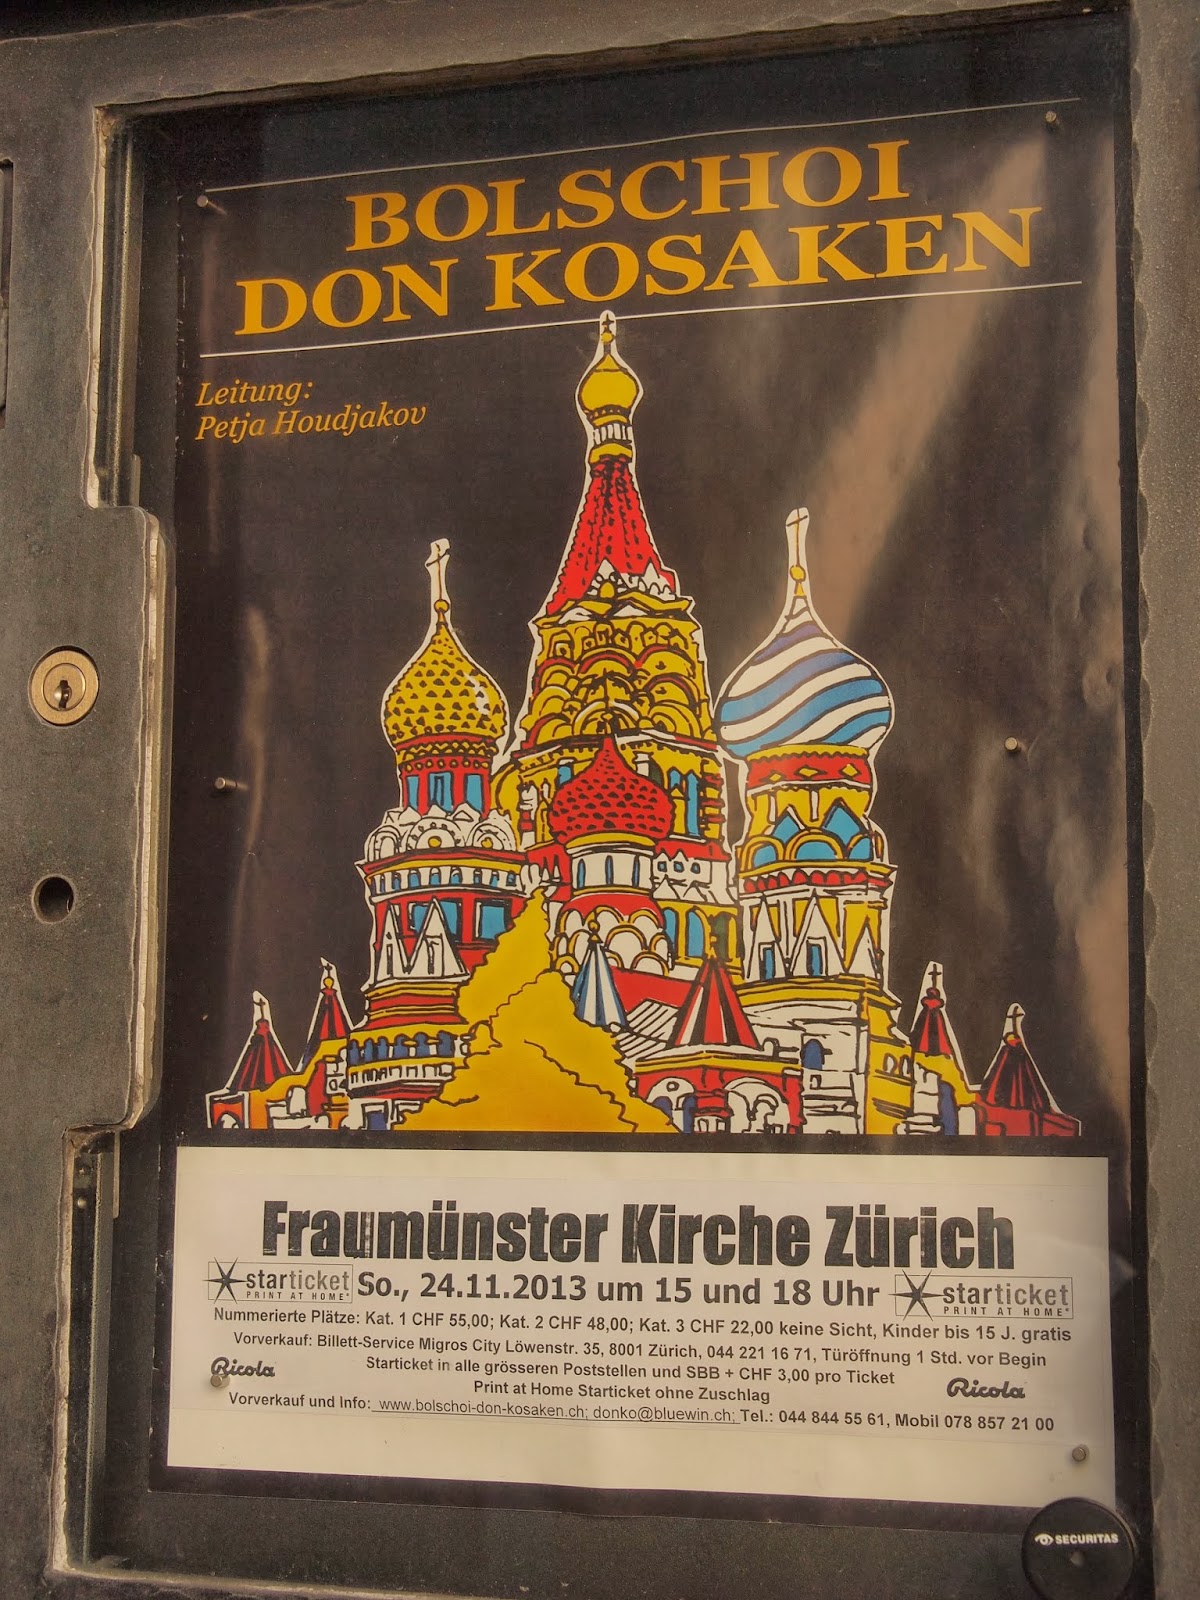 BOLSCHOI
DON KOSAKEN
Leitung:
Petja Houdjakov
Fraumünster Kirche Zürich
starticket
PRINT AT HOME
So., 24.11.2013 um 15 und 18 Uhr
starticket
PRINT AT HOME
Nummerierte Plätze: Kat. 1 CHF 55,00; Kat. 2 CHF 48,00; Kat. 3 CHF 22,00 keine Sicht, Kinder bis 15 J. gratis
Vorverkauf: Billett-Service Migros City Löwenstr. 35, 8001 Zürich, 044 221 16 71, Türöffnung 1 Std. vor Begin
Starticket in alle grösseren Poststellen und SBB + CHF 3,00 pro Ticket
Ricola
Print at Home Starticket ohne Zuschlag
Ricola
Vorverkauf und Info: www.bolschoi-don-kosaken.ch; donko@bluewin.ch; Tel.: 044 844 55 61, Mobil 078 857 21 00
SECURITAS